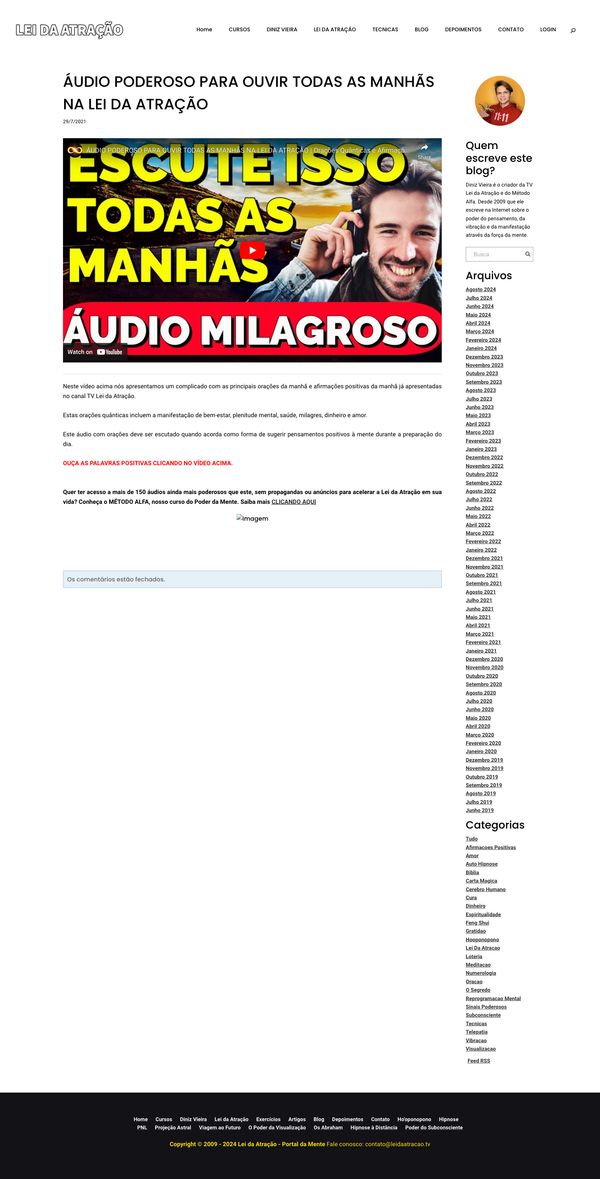 LEI DA ATRAÇÃO
Home CURSOS DINIZ VIEIRA LEI DA ATRAÇÃO TECNICAS BLOG DEPOIMENTOS CONTATO LOGIN
ÁUDIO PODEROSO PARA OUVIR TODAS AS MANHÃS
NA LEI DA ATRAÇÃO
29/7/2021
ÁUDIO PODEROSO PARA OUVIR TODAS AS MANHÃS NA LEI DA ATRAÇÃO | Orações Quânticas e Afirmaçõ
Share
ESCUTE ISSO
TODAS AS
MANHÃS
ÁUDIO MILAGROSO
Watch on YouTube
Neste vídeo acima nós apresentamos um complicado com as principais orações da manhã e afirmações positivas da manhã já apresentadas
no canal TV Lei da Atração.
Estas orações quânticas incluem a manifestação de bem-estar, plenitude mental, saúde, milagres, dinheiro e amor.
Este áudio com orações deve ser escutado quando acorda como forma de sugerir pensamentos positivos à mente durante a preparação do
dia.
OUÇA AS PALAVRAS POSITIVAS CLICANDO NO VÍDEO ACIMA.
Quer ter acesso a mais de 150 áudios ainda mais poderosos que este, sem propagandas ou anúncios para acelerar a Lei da Atração em sua
vida? Conheça o MÉTODO ALFA, nosso curso do Poder da Mente. Saiba mais CLICANDO AQUI
imagem
Os comentários estão fechados.
11:11
Quem
escreve este
blog?
Diniz Vieira é o criador da TV
Lei da Atração e do Método
Alfa. Desde 2009 que ele
escreve na Internet sobre o
poder do pensamento, da
vibração e da manifestação
através da força da mente.
Busca
Arquivos
Agosto 2024
Julho 2024
Junho 2024
Maio 2024
Abril 2024
Março 2024
Fevereiro 2024
Janeiro 2024
Dezembro 2023
Novembro 2023
Outubro 2023
Setembro 2023
Agosto 2023
Julho 2023
Junho 2023
Maio 2023
Abril 2023
Março 2023
Fevereiro 2023
Janeiro 2023
Dezembro 2022
Novembro 2022
Outubro 2022
Setembro 2022
Agosto 2022
Julho 2022
Junho 2022
Maio 2022
Abril 2022
Março 2022
Fevereiro 2022
Janeiro 2022
Dezembro 2021
Novembro 2021
Outubro 2021
Setembro 2021
Agosto 2021
Julho 2021
Junho 2021
Maio 2021
Abril 2021
Março 2021
Fevereiro 2021
Janeiro 2021
Dezembro 2020
Novembro 2020
Outubro 2020
Setembro 2020
Agosto 2020
Julho 2020
Junho 2020
Maio 2020
Abril 2020
Março 2020
Fevereiro 2020
Janeiro 2020
Dezembro 2019
Novembro 2019
Outubro 2019
Setembro 2019
Agosto 2019
Julho 2019
Junho 2019
Categorias
Tudo
Afirmacoes Positivas
Amor
Auto Hipnose
Biblia
Carta Magica
Cerebro Humano
Cura
Dinheiro
Espiritualidade
Feng Shui
Gratidao
Hooponopono
Lei Da Atracao
Loteria
Meditacao
Numerologia
Oracao
O Segredo
Reprogramacao Mental
Sinais Poderosos
Subconsciente
Tecnicas
Telepatia
Vibracao
Visualizacao
Feed RSS
Home Cursos Diniz Vieira Lei da Atração Exercícios Artigos Blog Depoimentos Contato Ho'oponopono Hipnose
PNL Projeção Astral Viagem ao Futuro O Poder da Visualização Os Abraham Hipnose à Distância Poder do Subconsciente
Copyright © 2009 - 2024 Lei da Atração - Portal da Mente Fale conosco: contato@leidaatracao.tv